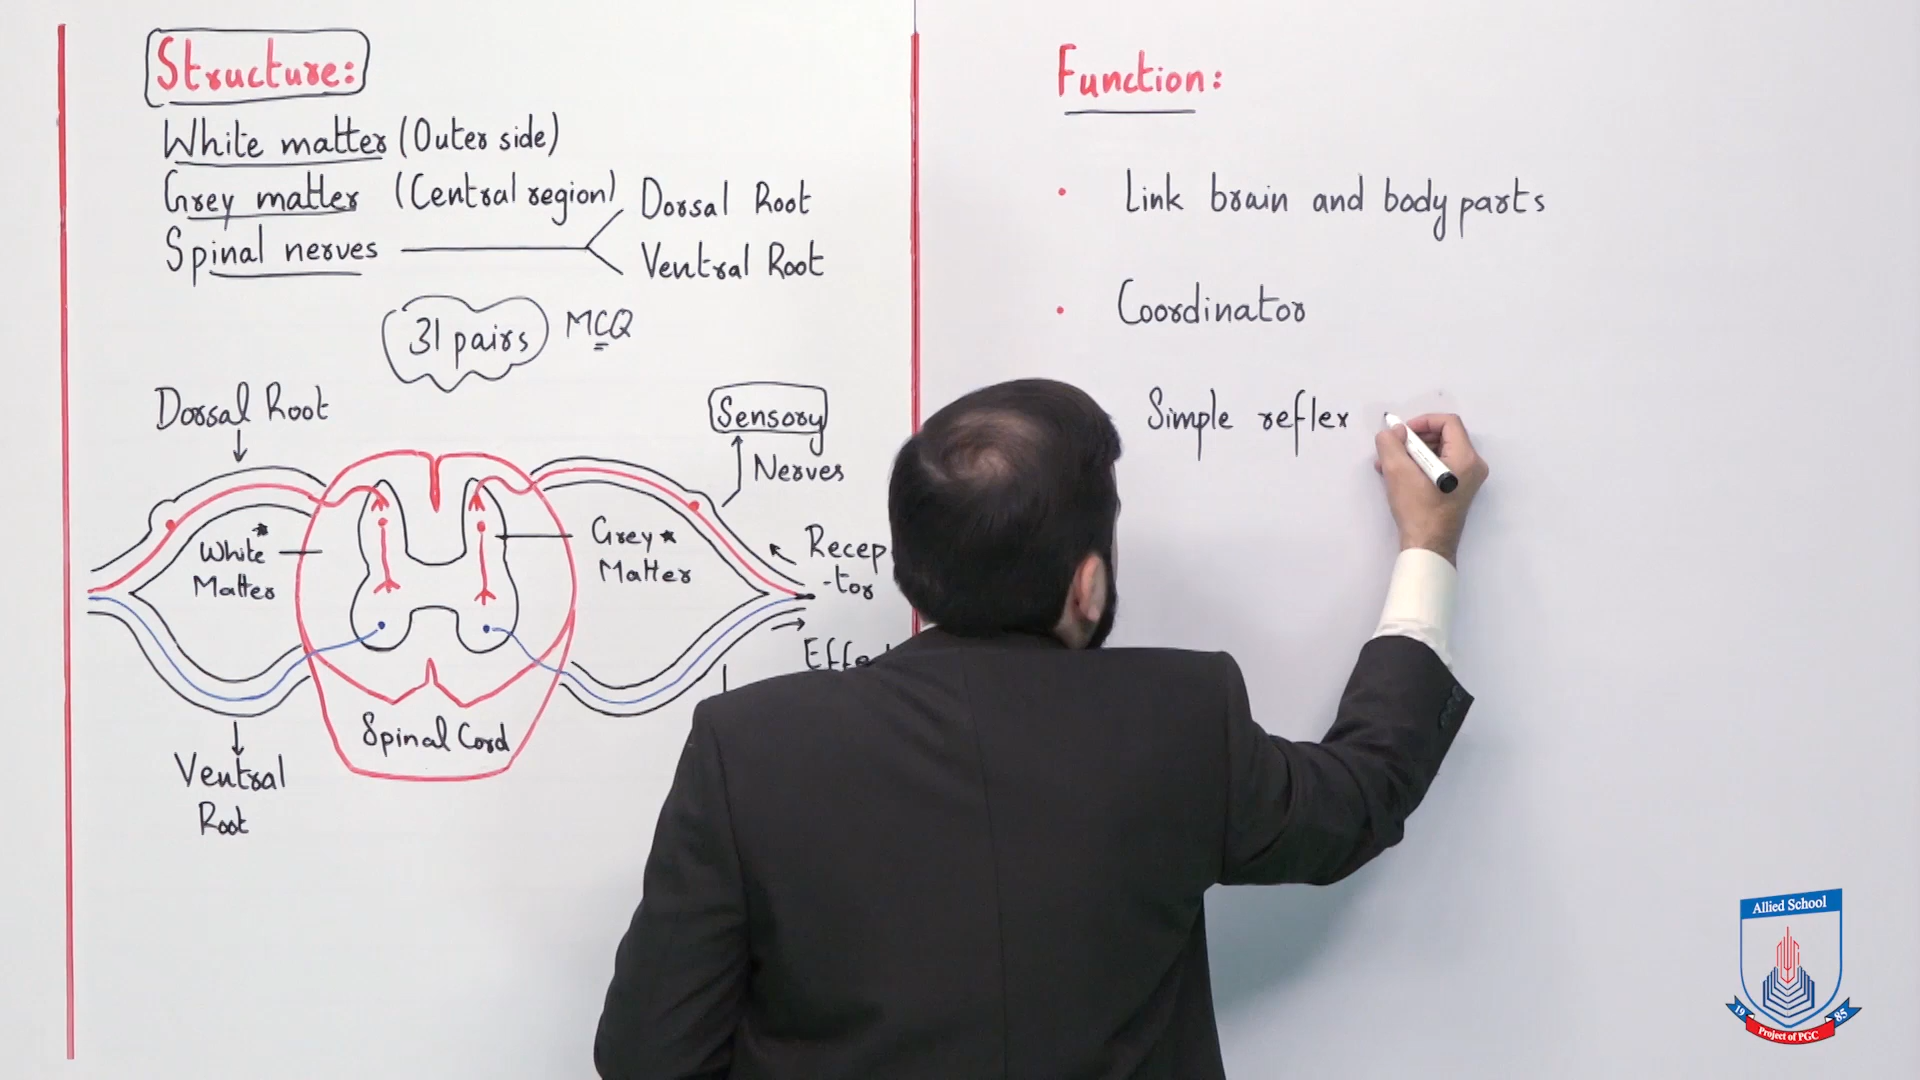 Structure:
White matter (Outer side)
Grey matter (Central region)
Spinal nerves
Dorsal Root
Ventral Root
31 pairs MCQ
Dorsal Root
Sensory
Nerves
White
Matter
Grey
Matter
Recep
-tor
Spinal Cord
Ventral
Root
Function:
• Link brain and body parts
• Coordinator
Simple reflex
Allied School
19 85
Project of PGC